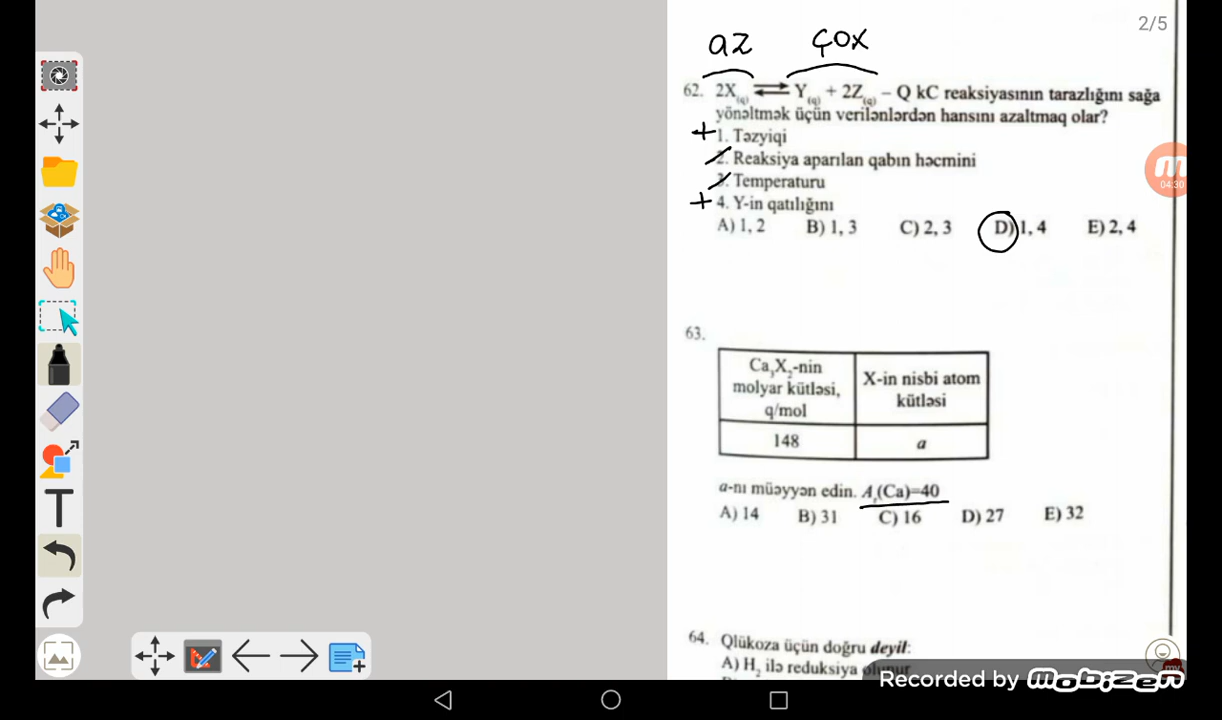 2/5
az çox
62. 2X(q) ⇄ Y(q) + 2Z(q) – Q kC reaksiyasının tarazlığını sağa
yönəltmək üçün verilənlərdən hansını azaltmaq olar?
+ 1. Təzyiqi
2. Reaksiya aparılan qabın həcmini
3. Temperaturu
+ 4. Y-in qatılığını
A) 1, 2 B) 1, 3 C) 2, 3 D) 1, 4 E) 2, 4
04:30
63.
Ca₃X₂-nin
molyar kütləsi,
q/mol
X-in nisbi atom
kütləsi
148 a
a-nı müəyyən edin. Aᵣ(Ca)=40
A) 14 B) 31 C) 16 D) 27 E) 32
64. Qlükoza üçün doğru deyil:
A) H₂ ilə reduksiya olunur
Recorded by mobizen